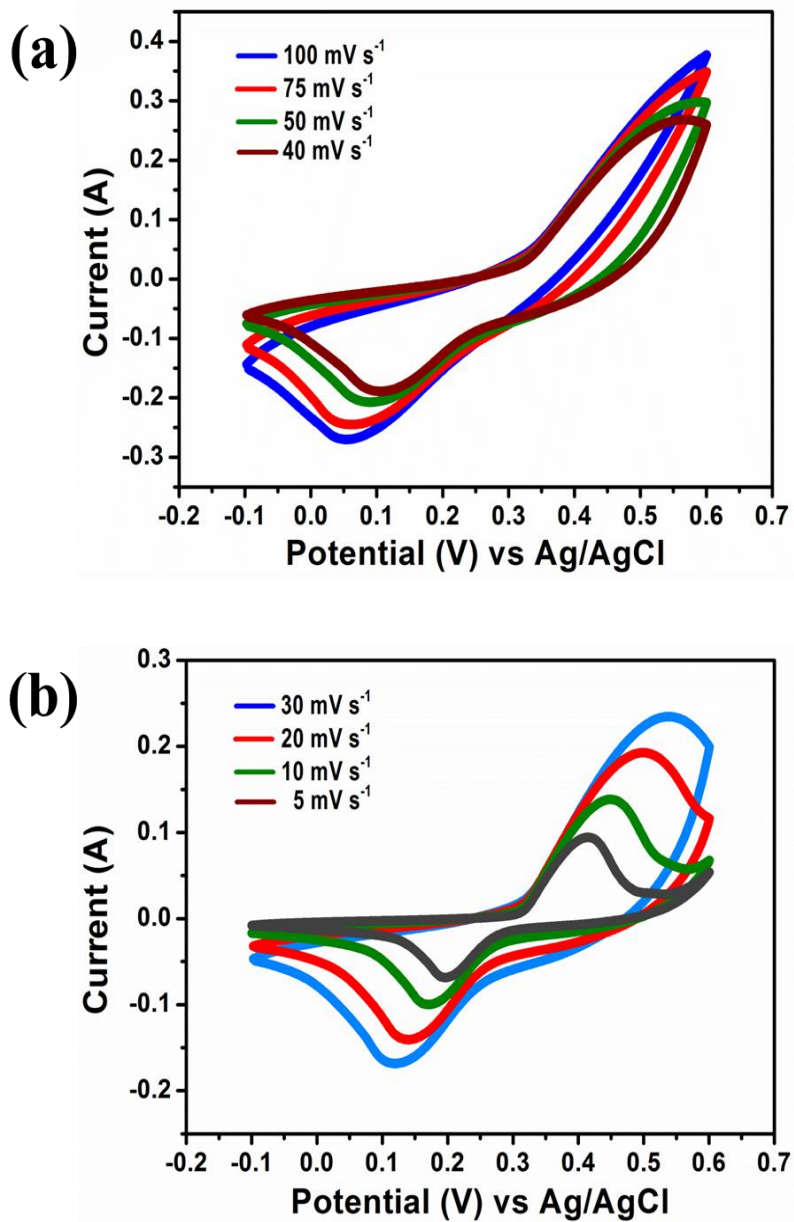 (a)
100 mV s⁻¹
75 mV s⁻¹
50 mV s⁻¹
40 mV s⁻¹
0.4
0.3
0.2
0.1
0.0
-0.1
-0.2
-0.3
Current (A)
-0.2 -0.1 0.0 0.1 0.2 0.3 0.4 0.5 0.6 0.7
Potential (V) vs Ag/AgCl
(b)
30 mV s⁻¹
20 mV s⁻¹
10 mV s⁻¹
5 mV s⁻¹
0.3
0.2
0.1
0.0
-0.1
-0.2
Current (A)
-0.2 -0.1 0.0 0.1 0.2 0.3 0.4 0.5 0.6 0.7
Potential (V) vs Ag/AgCl